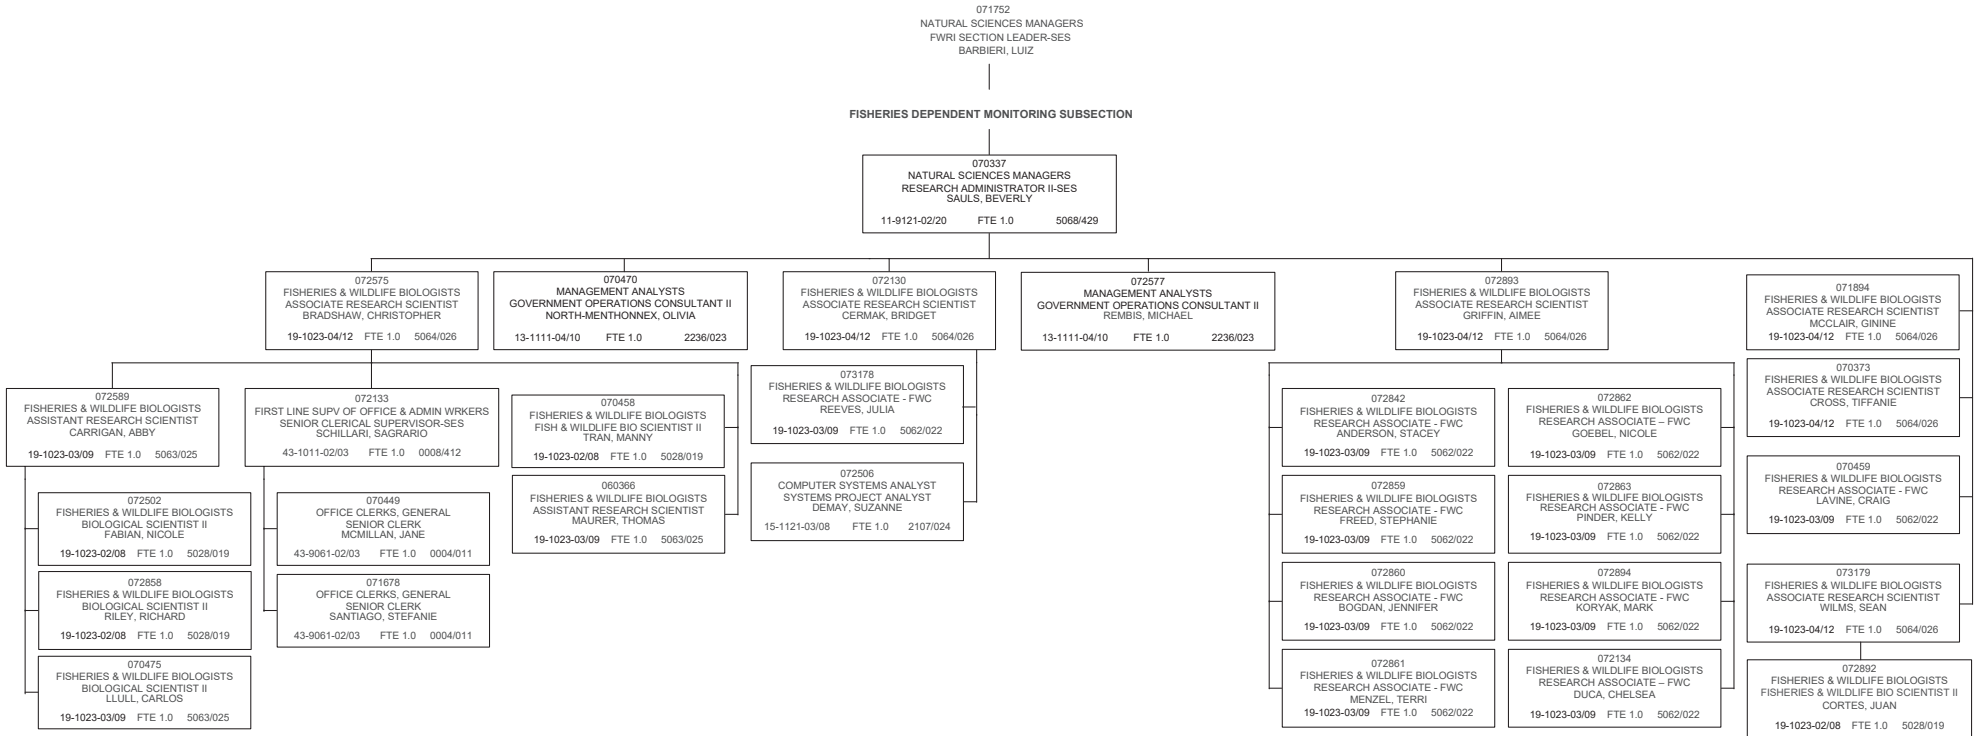 071752
NATURAL SCIENCES MANAGERS
FWRI SECTION LEADER-SES
BARBIERI, LUIZ
FISHERIES DEPENDENT MONITORING SUBSECTION
070337
NATURAL SCIENCES MANAGERS
RESEARCH ADMINISTRATOR II-SES
SAULS, BEVERLY
11-9121-02/20 FTE 1.0 5068/429
072575
FISHERIES & WILDLIFE BIOLOGISTS
ASSOCIATE RESEARCH SCIENTIST
BRADSHAW, CHRISTOPHER
19-1023-04/12 FTE 1.0 5064/026
070470
MANAGEMENT ANALYSTS
GOVERNMENT OPERATIONS CONSULTANT II
NORTH-MENTHONNEX, OLIVIA
13-1111-04/10 FTE 1.0 2236/023
072130
FISHERIES & WILDLIFE BIOLOGISTS
ASSOCIATE RESEARCH SCIENTIST
CERMAK, BRIDGET
19-1023-04/12 FTE 1.0 5064/026
072577
MANAGEMENT ANALYSTS
GOVERNMENT OPERATIONS CONSULTANT II
REMBIS, MICHAEL
13-1111-04/10 FTE 1.0 2236/023
072893
FISHERIES & WILDLIFE BIOLOGISTS
ASSOCIATE RESEARCH SCIENTIST
GRIFFIN, AIMEE
19-1023-04/12 FTE 1.0 5064/026
071894
FISHERIES & WILDLIFE BIOLOGISTS
ASSOCIATE RESEARCH SCIENTIST
MCCLAIR, GININE
19-1023-04/12 FTE 1.0 5064/026
072589
FISHERIES & WILDLIFE BIOLOGISTS
ASSISTANT RESEARCH SCIENTIST
CARRIGAN, ABBY
19-1023-03/09 FTE 1.0 5063/025
072133
FIRST LINE SUPV OF OFFICE & ADMIN WRKERS
SENIOR CLERICAL SUPERVISOR-SES
SCHILLARI, SAGRARIO
43-1011-02/03 FTE 1.0 0008/412
070458
FISHERIES & WILDLIFE BIOLOGISTS
FISH & WILDLIFE BIO SCIENTIST II
TRAN, MANNY
19-1023-02/08 FTE 1.0 5028/019
073178
FISHERIES & WILDLIFE BIOLOGISTS
RESEARCH ASSOCIATE - FWC
REEVES, JULIA
19-1023-03/09 FTE 1.0 5062/022
072842
FISHERIES & WILDLIFE BIOLOGISTS
RESEARCH ASSOCIATE - FWC
ANDERSON, STACEY
19-1023-03/09 FTE 1.0 5062/022
072862
FISHERIES & WILDLIFE BIOLOGISTS
RESEARCH ASSOCIATE – FWC
GOEBEL, NICOLE
19-1023-03/09 FTE 1.0 5062/022
070373
FISHERIES & WILDLIFE BIOLOGISTS
ASSOCIATE RESEARCH SCIENTIST
CROSS, TIFFANIE
19-1023-04/12 FTE 1.0 5064/026
072502
FISHERIES & WILDLIFE BIOLOGISTS
BIOLOGICAL SCIENTIST II
FABIAN, NICOLE
19-1023-02/08 FTE 1.0 5028/019
070449
OFFICE CLERKS, GENERAL
SENIOR CLERK
MCMILLAN, JANE
43-9061-02/03 FTE 1.0 0004/011
060366
FISHERIES & WILDLIFE BIOLOGISTS
ASSISTANT RESEARCH SCIENTIST
MAURER, THOMAS
19-1023-03/09 FTE 1.0 5063/025
072506
COMPUTER SYSTEMS ANALYST
SYSTEMS PROJECT ANALYST
DEMAY, SUZANNE
15-1121-03/08 FTE 1.0 2107/024
072859
FISHERIES & WILDLIFE BIOLOGISTS
RESEARCH ASSOCIATE - FWC
FREED, STEPHANIE
19-1023-03/09 FTE 1.0 5062/022
072863
FISHERIES & WILDLIFE BIOLOGISTS
RESEARCH ASSOCIATE - FWC
PINDER, KELLY
19-1023-03/09 FTE 1.0 5062/022
070459
FISHERIES & WILDLIFE BIOLOGISTS
RESEARCH ASSOCIATE - FWC
LAVINE, CRAIG
19-1023-03/09 FTE 1.0 5062/022
072858
FISHERIES & WILDLIFE BIOLOGISTS
BIOLOGICAL SCIENTIST II
RILEY, RICHARD
19-1023-02/08 FTE 1.0 5028/019
071678
OFFICE CLERKS, GENERAL
SENIOR CLERK
SANTIAGO, STEFANIE
43-9061-02/03 FTE 1.0 0004/011
072860
FISHERIES & WILDLIFE BIOLOGISTS
RESEARCH ASSOCIATE - FWC
BOGDAN, JENNIFER
19-1023-03/09 FTE 1.0 5062/022
072894
FISHERIES & WILDLIFE BIOLOGISTS
RESEARCH ASSOCIATE - FWC
KORYAK, MARK
19-1023-03/09 FTE 1.0 5062/022
073179
FISHERIES & WILDLIFE BIOLOGISTS
ASSOCIATE RESEARCH SCIENTIST
WILMS, SEAN
19-1023-04/12 FTE 1.0 5064/026
070475
FISHERIES & WILDLIFE BIOLOGISTS
BIOLOGICAL SCIENTIST II
LLULL, CARLOS
19-1023-03/09 FTE 1.0 5063/025
072861
FISHERIES & WILDLIFE BIOLOGISTS
RESEARCH ASSOCIATE - FWC
MENZEL, TERRI
19-1023-03/09 FTE 1.0 5062/022
072134
FISHERIES & WILDLIFE BIOLOGISTS
RESEARCH ASSOCIATE – FWC
DUCA, CHELSEA
19-1023-03/09 FTE 1.0 5062/022
072892
FISHERIES & WILDLIFE BIOLOGISTS
FISHERIES & WILDLIFE BIO SCIENTIST II
CORTES, JUAN
19-1023-02/08 FTE 1.0 5028/019